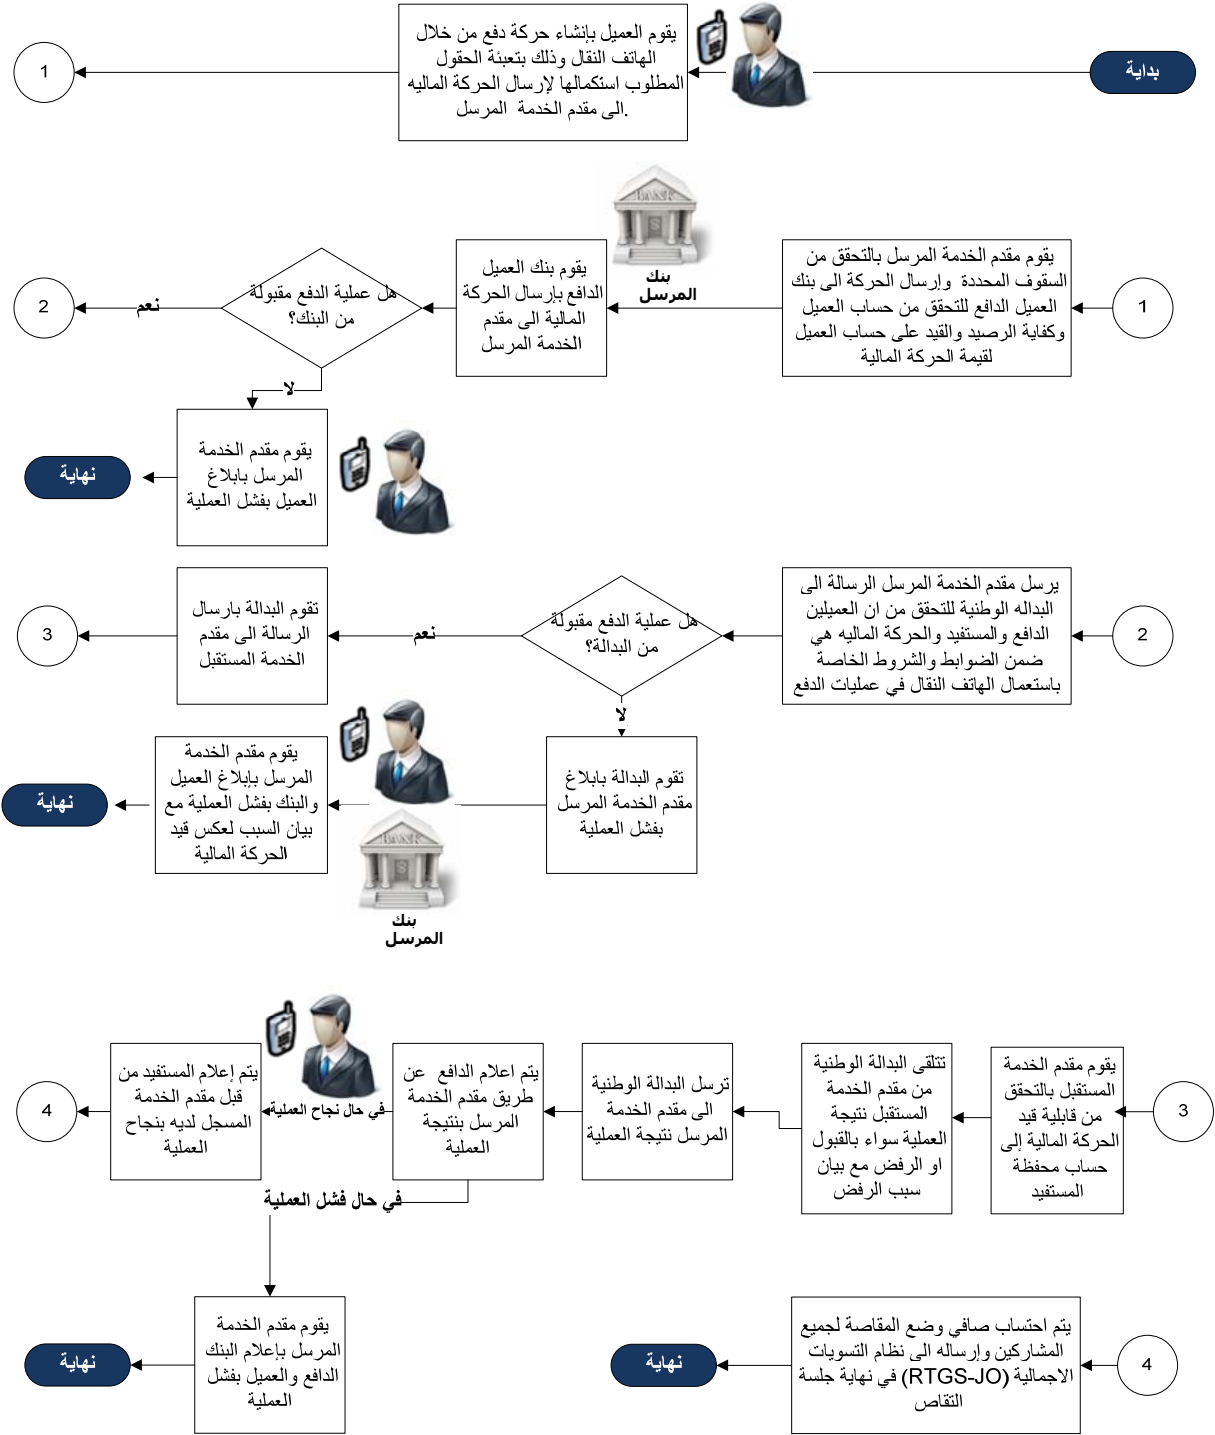 بداية
يقوم العميل بإنشاء حركة دفع من خلال
الهاتف النقال وذلك بتعبئة الحقول
المطلوب استكمالها لإرسال الحركة الماليه
الى مقدم الخدمة المرسل.
1
1
يقوم مقدم الخدمة المرسل بالتحقق من
السقوف المحددة وإرسال الحركة الى بنك
العميل الدافع للتحقق من حساب العميل
وكفاية الرصيد والقيد على حساب العميل
لقيمة الحركة المالية
BANK
بنك
المرسل
يقوم بنك العميل
الدافع بإرسال الحركة
المالية الى مقدم
الخدمة المرسل
هل عملية الدفع مقبولة
من البنك؟
نعم
2
لا
يقوم مقدم الخدمة
المرسل بابلاغ
العميل بفشل العملية
نهاية
2
يرسل مقدم الخدمة المرسل الرسالة الى
البداله الوطنية للتحقق من ان العميلين
الدافع والمستفيد والحركة الماليه هي
ضمن الضوابط والشروط الخاصة
باستعمال الهاتف النقال في عمليات الدفع
هل عملية الدفع مقبولة
من البدالة؟
نعم
تقوم البدالة بارسال
الرسالة الى مقدم
الخدمة المستقبل
3
لا
تقوم البدالة بابلاغ
مقدم الخدمة المرسل
بفشل العملية
BANK
بنك
المرسل
يقوم مقدم الخدمة
المرسل بإبلاغ العميل
والبنك بفشل العملية مع
بيان السبب لعكس قيد
الحركة المالية
نهاية
3
يقوم مقدم الخدمة
المستقبل بالتحقق
من قابلية قيد
الحركة المالية إلى
حساب محفظة
المستفيد
تتلقى البدالة الوطنية
من مقدم الخدمة
المستقبل نتيجة
العملية سواء بالقبول
او الرفض مع بيان
سبب الرفض
ترسل البدالة الوطنية
الى مقدم الخدمة
المرسل نتيجة العملية
يتم اعلام الدافع عن
طريق مقدم الخدمة
المرسل بنتيجة
العملية
في حال نجاح العملية
يتم إعلام المستفيد من
قبل مقدم الخدمة
المسجل لديه بنجاح
العملية
4
في حال فشل العملية
يقوم مقدم الخدمة
المرسل بإعلام البنك
الدافع والعميل بفشل
العملية
نهاية
4
يتم احتساب صافي وضع المقاصة لجميع
المشاركين وإرساله الى نظام التسويات
الاجمالية (RTGS-JO) في نهاية جلسة
التقاص
نهاية